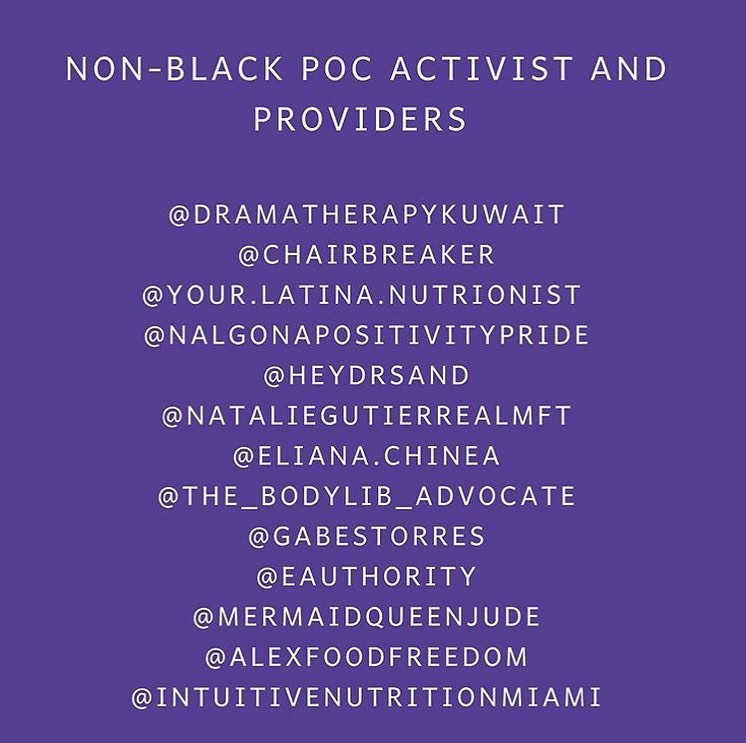 NON-BLACK POC ACTIVIST AND
PROVIDERS
@DRAMATHERAPYKUWAIT
@CHAIRBREAKER
@YOUR.LATINA.NUTRIONIST
@NALGONAPOSITIVITYPRIDE
@HEYDRSAND
@NATALIEGUTIERREALMFT
@ELIANA.CHINEA
@THE_BODYLIB_ADVOCATE
@GABESTORRES
@EAUTHORITY
@MERMAIDQUEENJUDE
@ALEXFOODFREEDOM
@INTUITIVENUTRITIONMIAMI